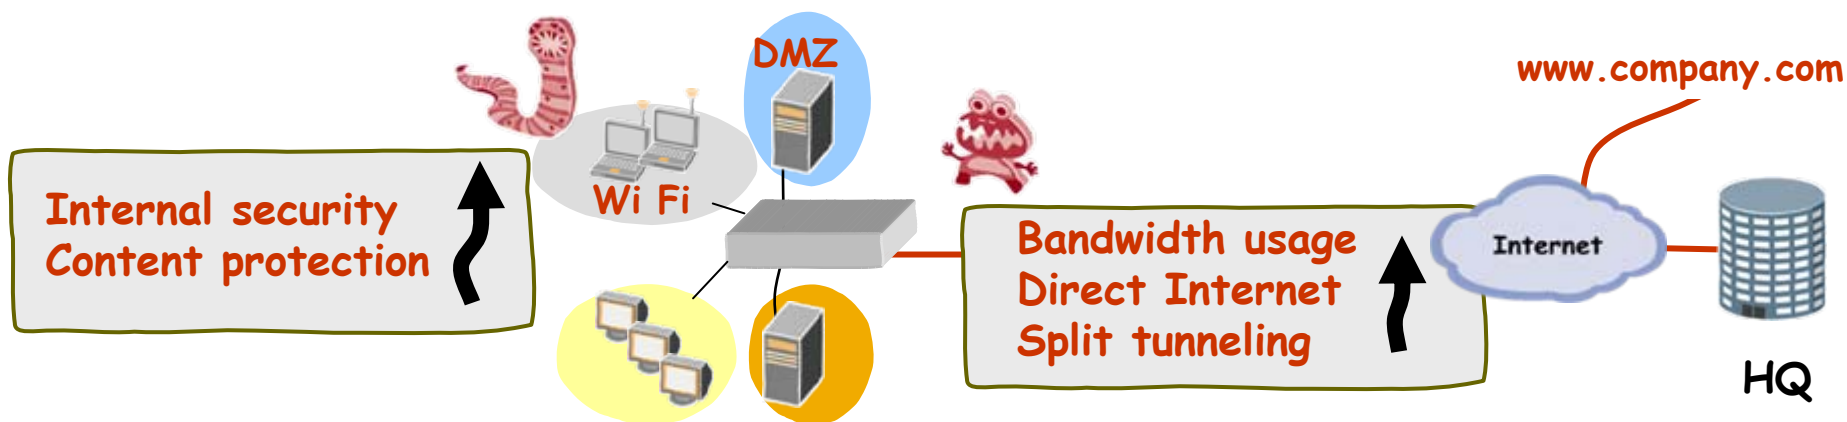 DMZ
www.company.com
Internal security
Content protection
Wi Fi
Bandwidth usage
Direct Internet
Split tunneling
Internet
HQ